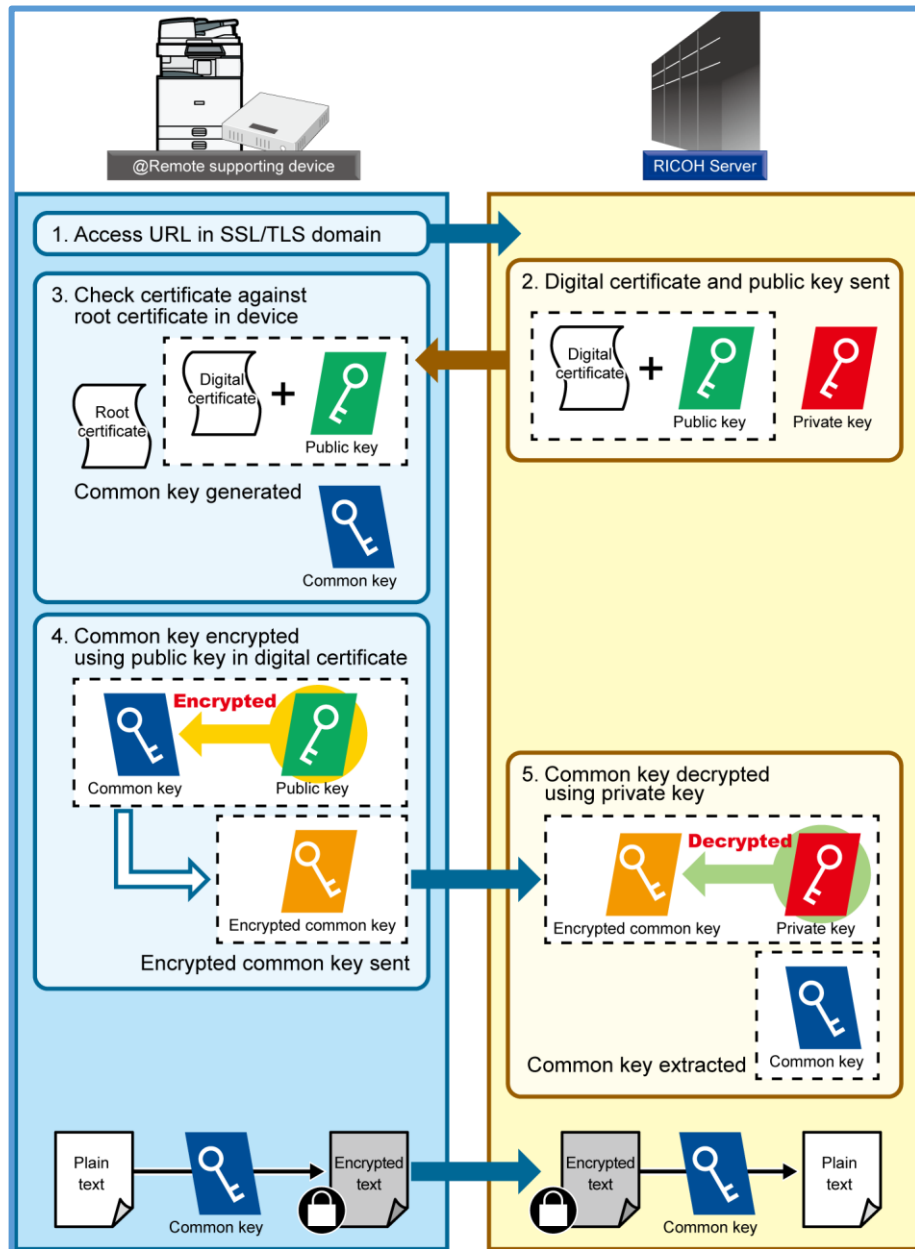 @Remote supporting device
RICOH Server
1. Access URL in SSL/TLS domain
2. Digital certificate and public key sent
Digital
certificate
+
Public key
Private key
3. Check certificate against
root certificate in device
Root
certificate
Digital
certificate
+
Public key
Common key generated
Common key
4. Common key encrypted
using public key in digital certificate
Encrypted
Common key
Public key
Encrypted common key
Encrypted common key sent
5. Common key decrypted
using private key
Decrypted
Encrypted common key
Private key
Common key extracted
Common key
Plain
text
Common key
Encrypted
text
Encrypted
text
Common key
Plain
text